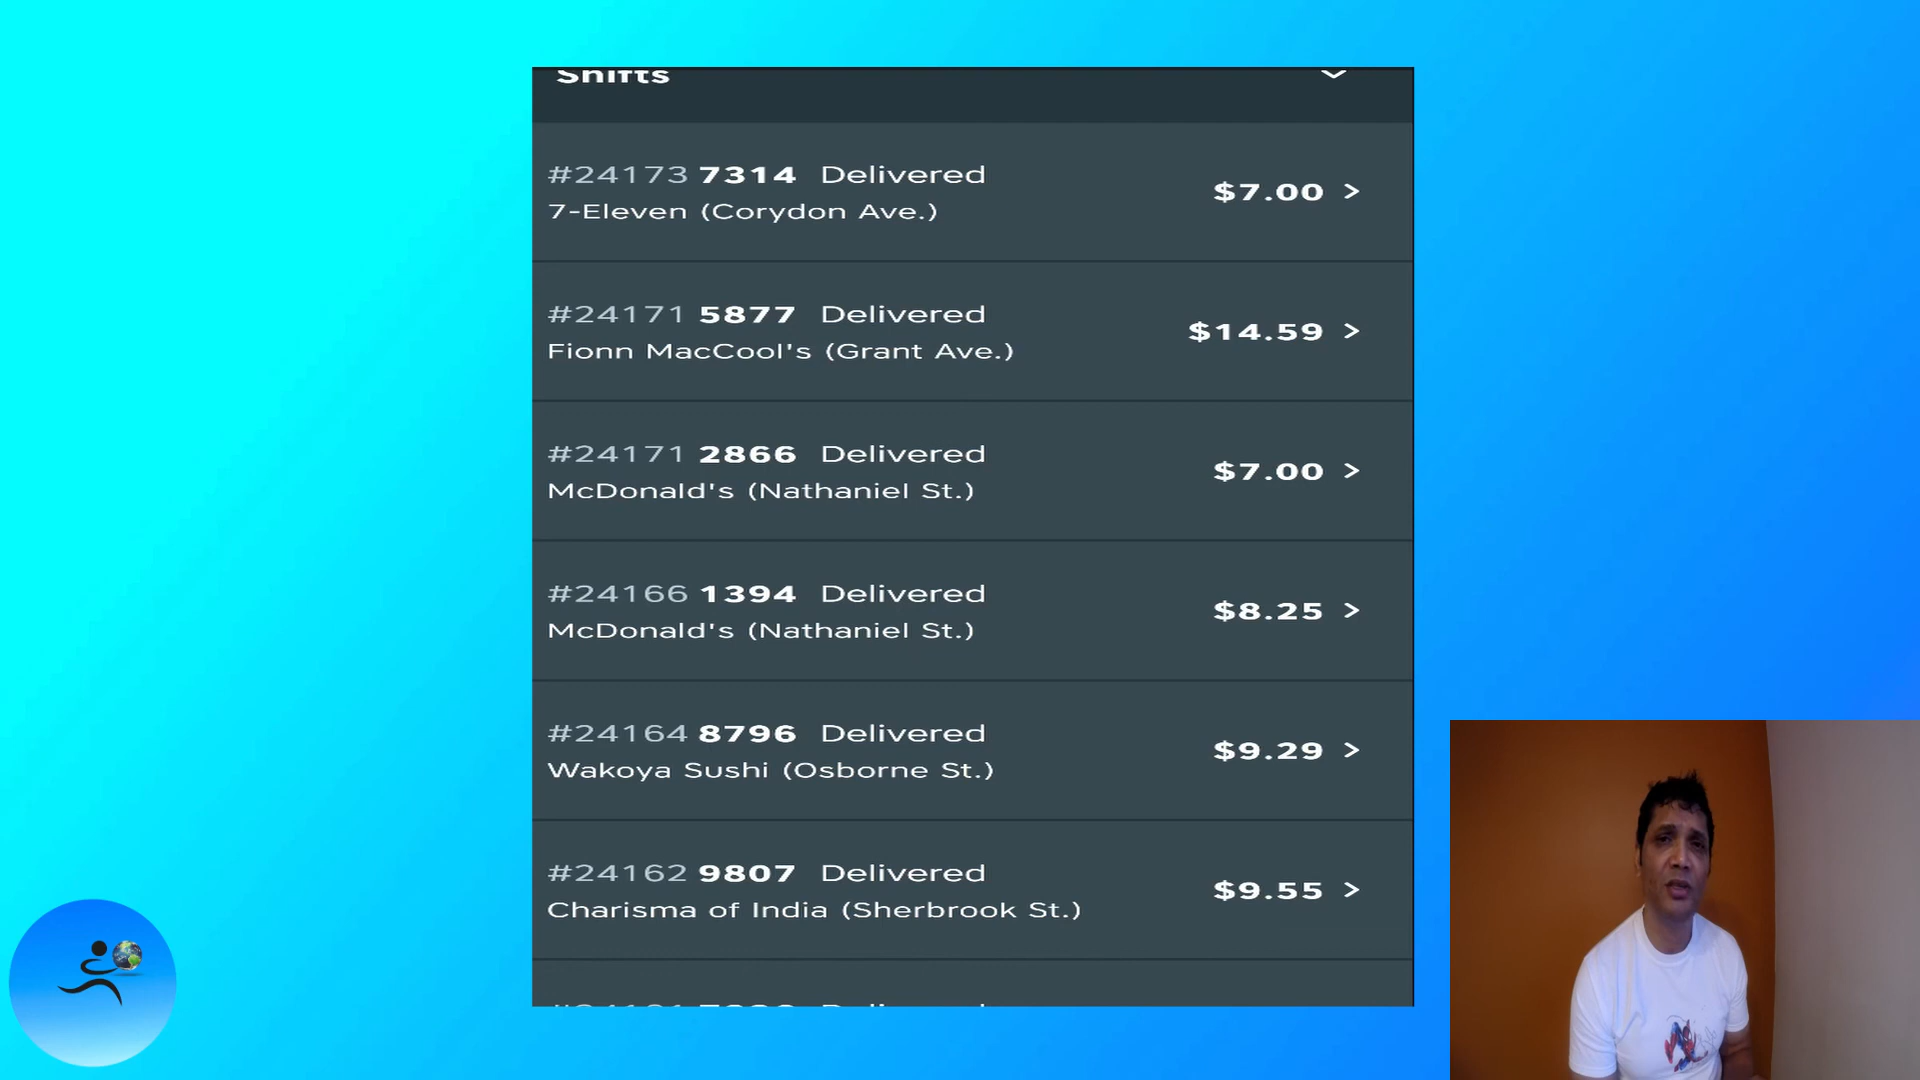 Shifts
#24173 7314 Delivered
7-Eleven (Corydon Ave.)
$7.00 >
#24171 5877 Delivered
Fionn MacCool's (Grant Ave.)
$14.59 >
#24171 2866 Delivered
McDonald's (Nathaniel St.)
$7.00 >
#24166 1394 Delivered
McDonald's (Nathaniel St.)
$8.25 >
#24164 8796 Delivered
Wakoya Sushi (Osborne St.)
$9.29 >
#24162 9807 Delivered
Charisma of India (Sherbrook St.)
$9.55 >